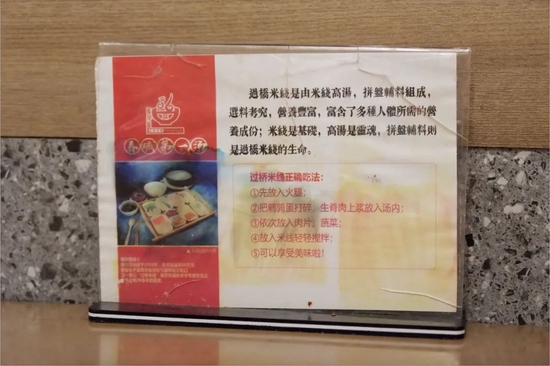 過橋米綫是由米綫高湯，拼盤輔料組成，
選料考究，營養豐富，富含了多種人體所需的營
養成份；米綫是基礎，高湯是靈魂，拼盤輔料則
是過橋米綫的生命。
过桥米线正确吃法：
①先放入火腿；
②把鹌鹑蛋打碎，生脊肉上浆放入汤内；
③依次放入肉片，蔬菜；
④放入米线轻轻搅拌；
⑤可以享受美味啦！